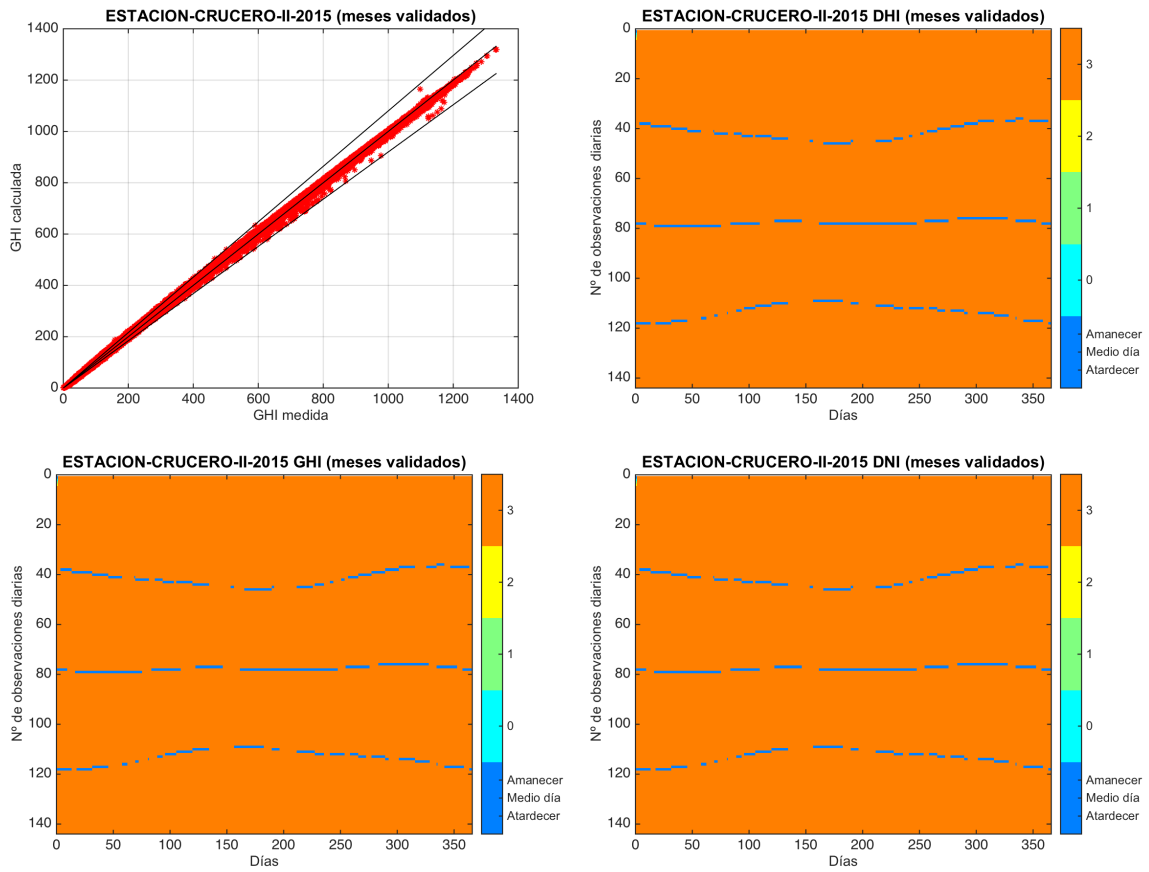 ESTACION-CRUCERO-II-2015 (meses validados)
GHI calculada
1400
1200
1000
800
600
400
200
0
0 200 400 600 800 1000 1200 1400
GHI medida
ESTACION-CRUCERO-II-2015 DHI (meses validados)
Nº de observaciones diarias
0
20
40
60
80
100
120
140
0 50 100 150 200 250 300 350
Días
3
2
1
0
Amanecer
Medio día
Atardecer
ESTACION-CRUCERO-II-2015 GHI (meses validados)
Nº de observaciones diarias
0
20
40
60
80
100
120
140
0 50 100 150 200 250 300 350
Días
3
2
1
0
Amanecer
Medio día
Atardecer
ESTACION-CRUCERO-II-2015 DNI (meses validados)
Nº de observaciones diarias
0
20
40
60
80
100
120
140
0 50 100 150 200 250 300 350
Días
3
2
1
0
Amanecer
Medio día
Atardecer